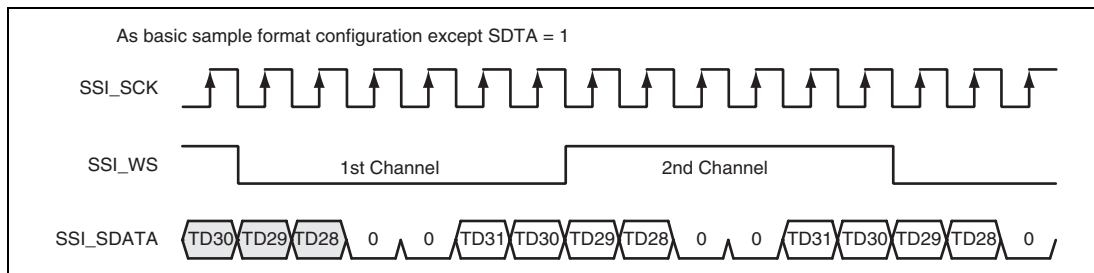 As basic sample format configuration except SDTA = 1
SSI_SCK
SSI_WS 1st Channel 2nd Channel
SSI_SDATA TD30 TD29 TD28 0 0 TD31 TD30 TD29 TD28 0 0 TD31 TD30 TD29 TD28 0